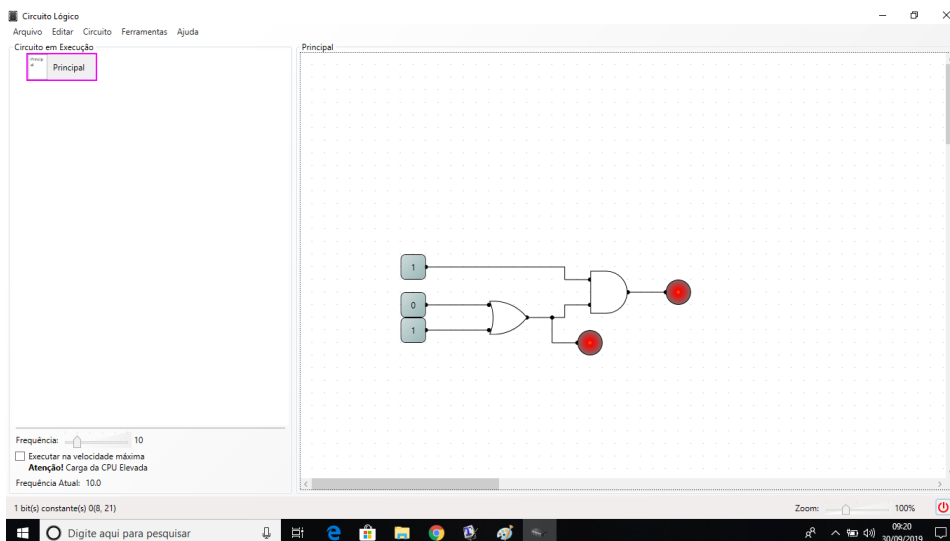 Circuito Lógico
Arquivo Editar Circuito Ferramentas Ajuda
Circuito em Execução
Princip
al
Principal
Principal
1
0
1
Frequência: 10
Executar na velocidade máxima
Atenção! Carga da CPU Elevada
Frequência Atual: 10.0
1 bit(s) constante(s) 0(8, 21)
Zoom: 100%
Digite aqui para pesquisar
09:20
30/09/2019